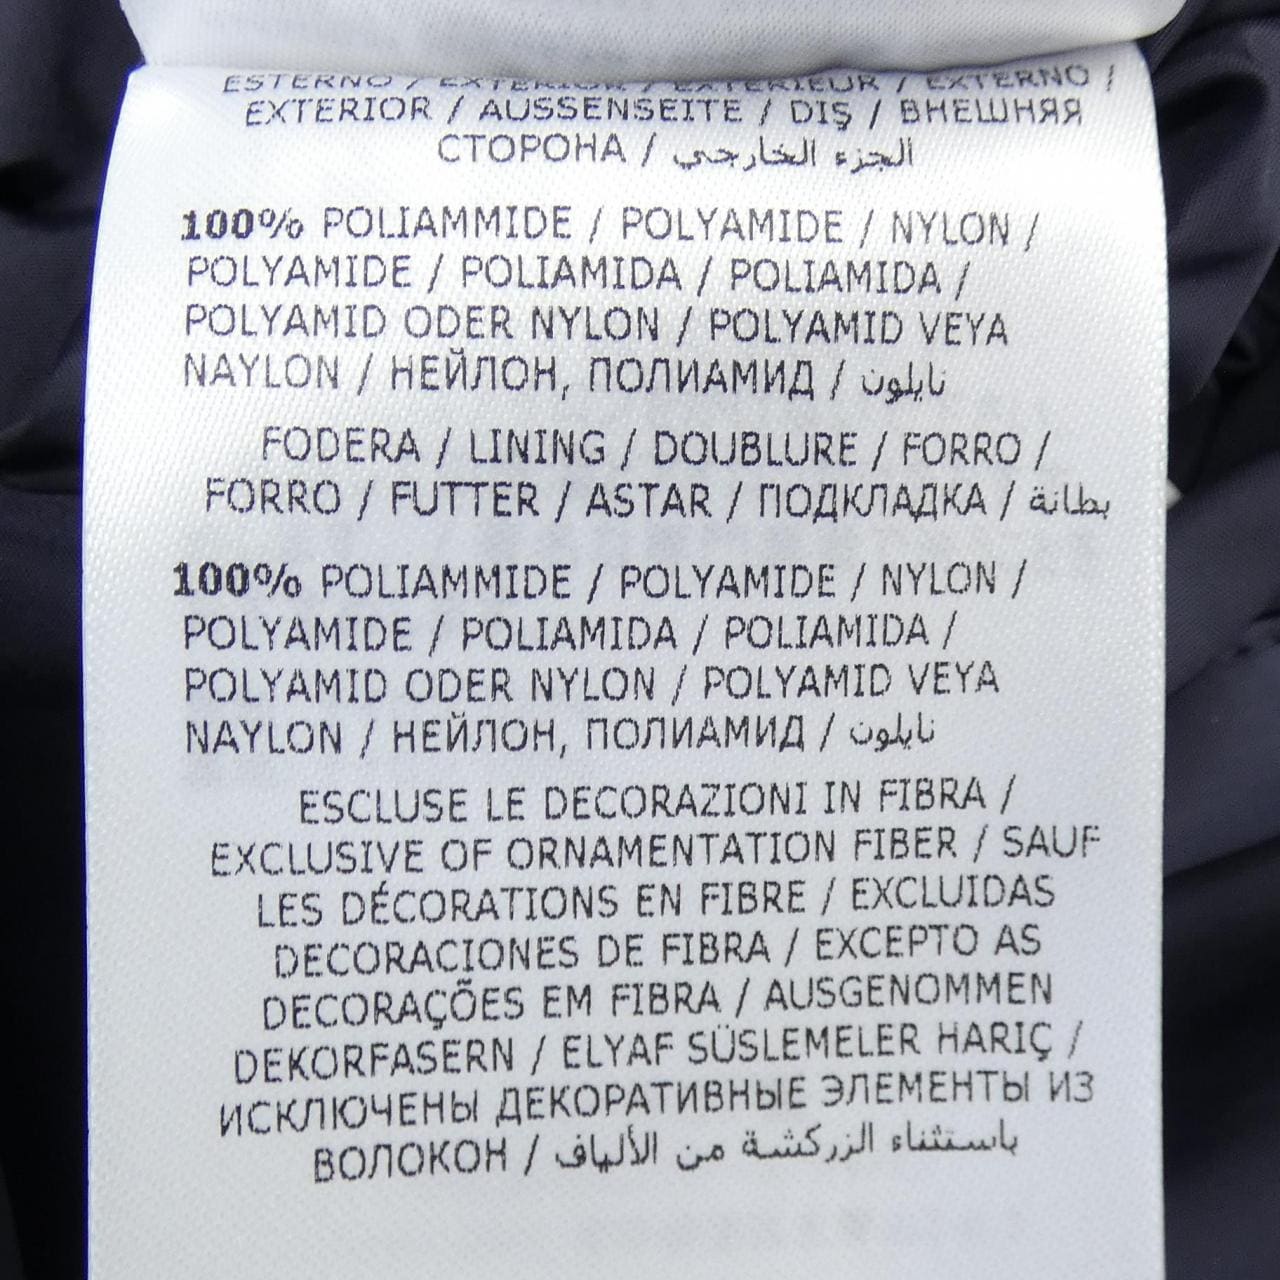 ESTERNO / EXTERIOR / EXTERIEUR / EXTERNO /
EXTERIOR / AUSSENSEITE / DIŞ / ВНЕШНЯЯ
СТОРОНА / الجزء الخارجي
100% POLIAMMIDE / POLYAMIDE / NYLON /
POLYAMIDE / POLIAMIDA / POLIAMIDA /
POLYAMID ODER NYLON / POLYAMID VEYA
NAYLON / НЕЙЛОН, ПОЛИАМИД / نايلون
FODERA / LINING / DOUBLURE / FORRO /
FORRO / FUTTER / ASTAR / ПОДКЛАДКА / بطانة
100% POLIAMMIDE / POLYAMIDE / NYLON /
POLYAMIDE / POLIAMIDA / POLIAMIDA /
POLYAMID ODER NYLON / POLYAMID VEYA
NAYLON / НЕЙЛОН, ПОЛИАМИД / نايلون
ESCLUSE LE DECORAZIONI IN FIBRA /
EXCLUSIVE OF ORNAMENTATION FIBER / SAUF
LES DÉCORATIONS EN FIBRE / EXCLUIDAS
DECORACIONES DE FIBRA / EXCEPTO AS
DECORAÇÕES EM FIBRA / AUSGENOMMEN
DEKORFASERN / ELYAF SÜSLEMELER HARIÇ /
ИСКЛЮЧЕНЫ ДЕКОРАТИВНЫЕ ЭЛЕМЕНТЫ ИЗ
ВОЛОКОН / باستثناء الزركشة من الألياف